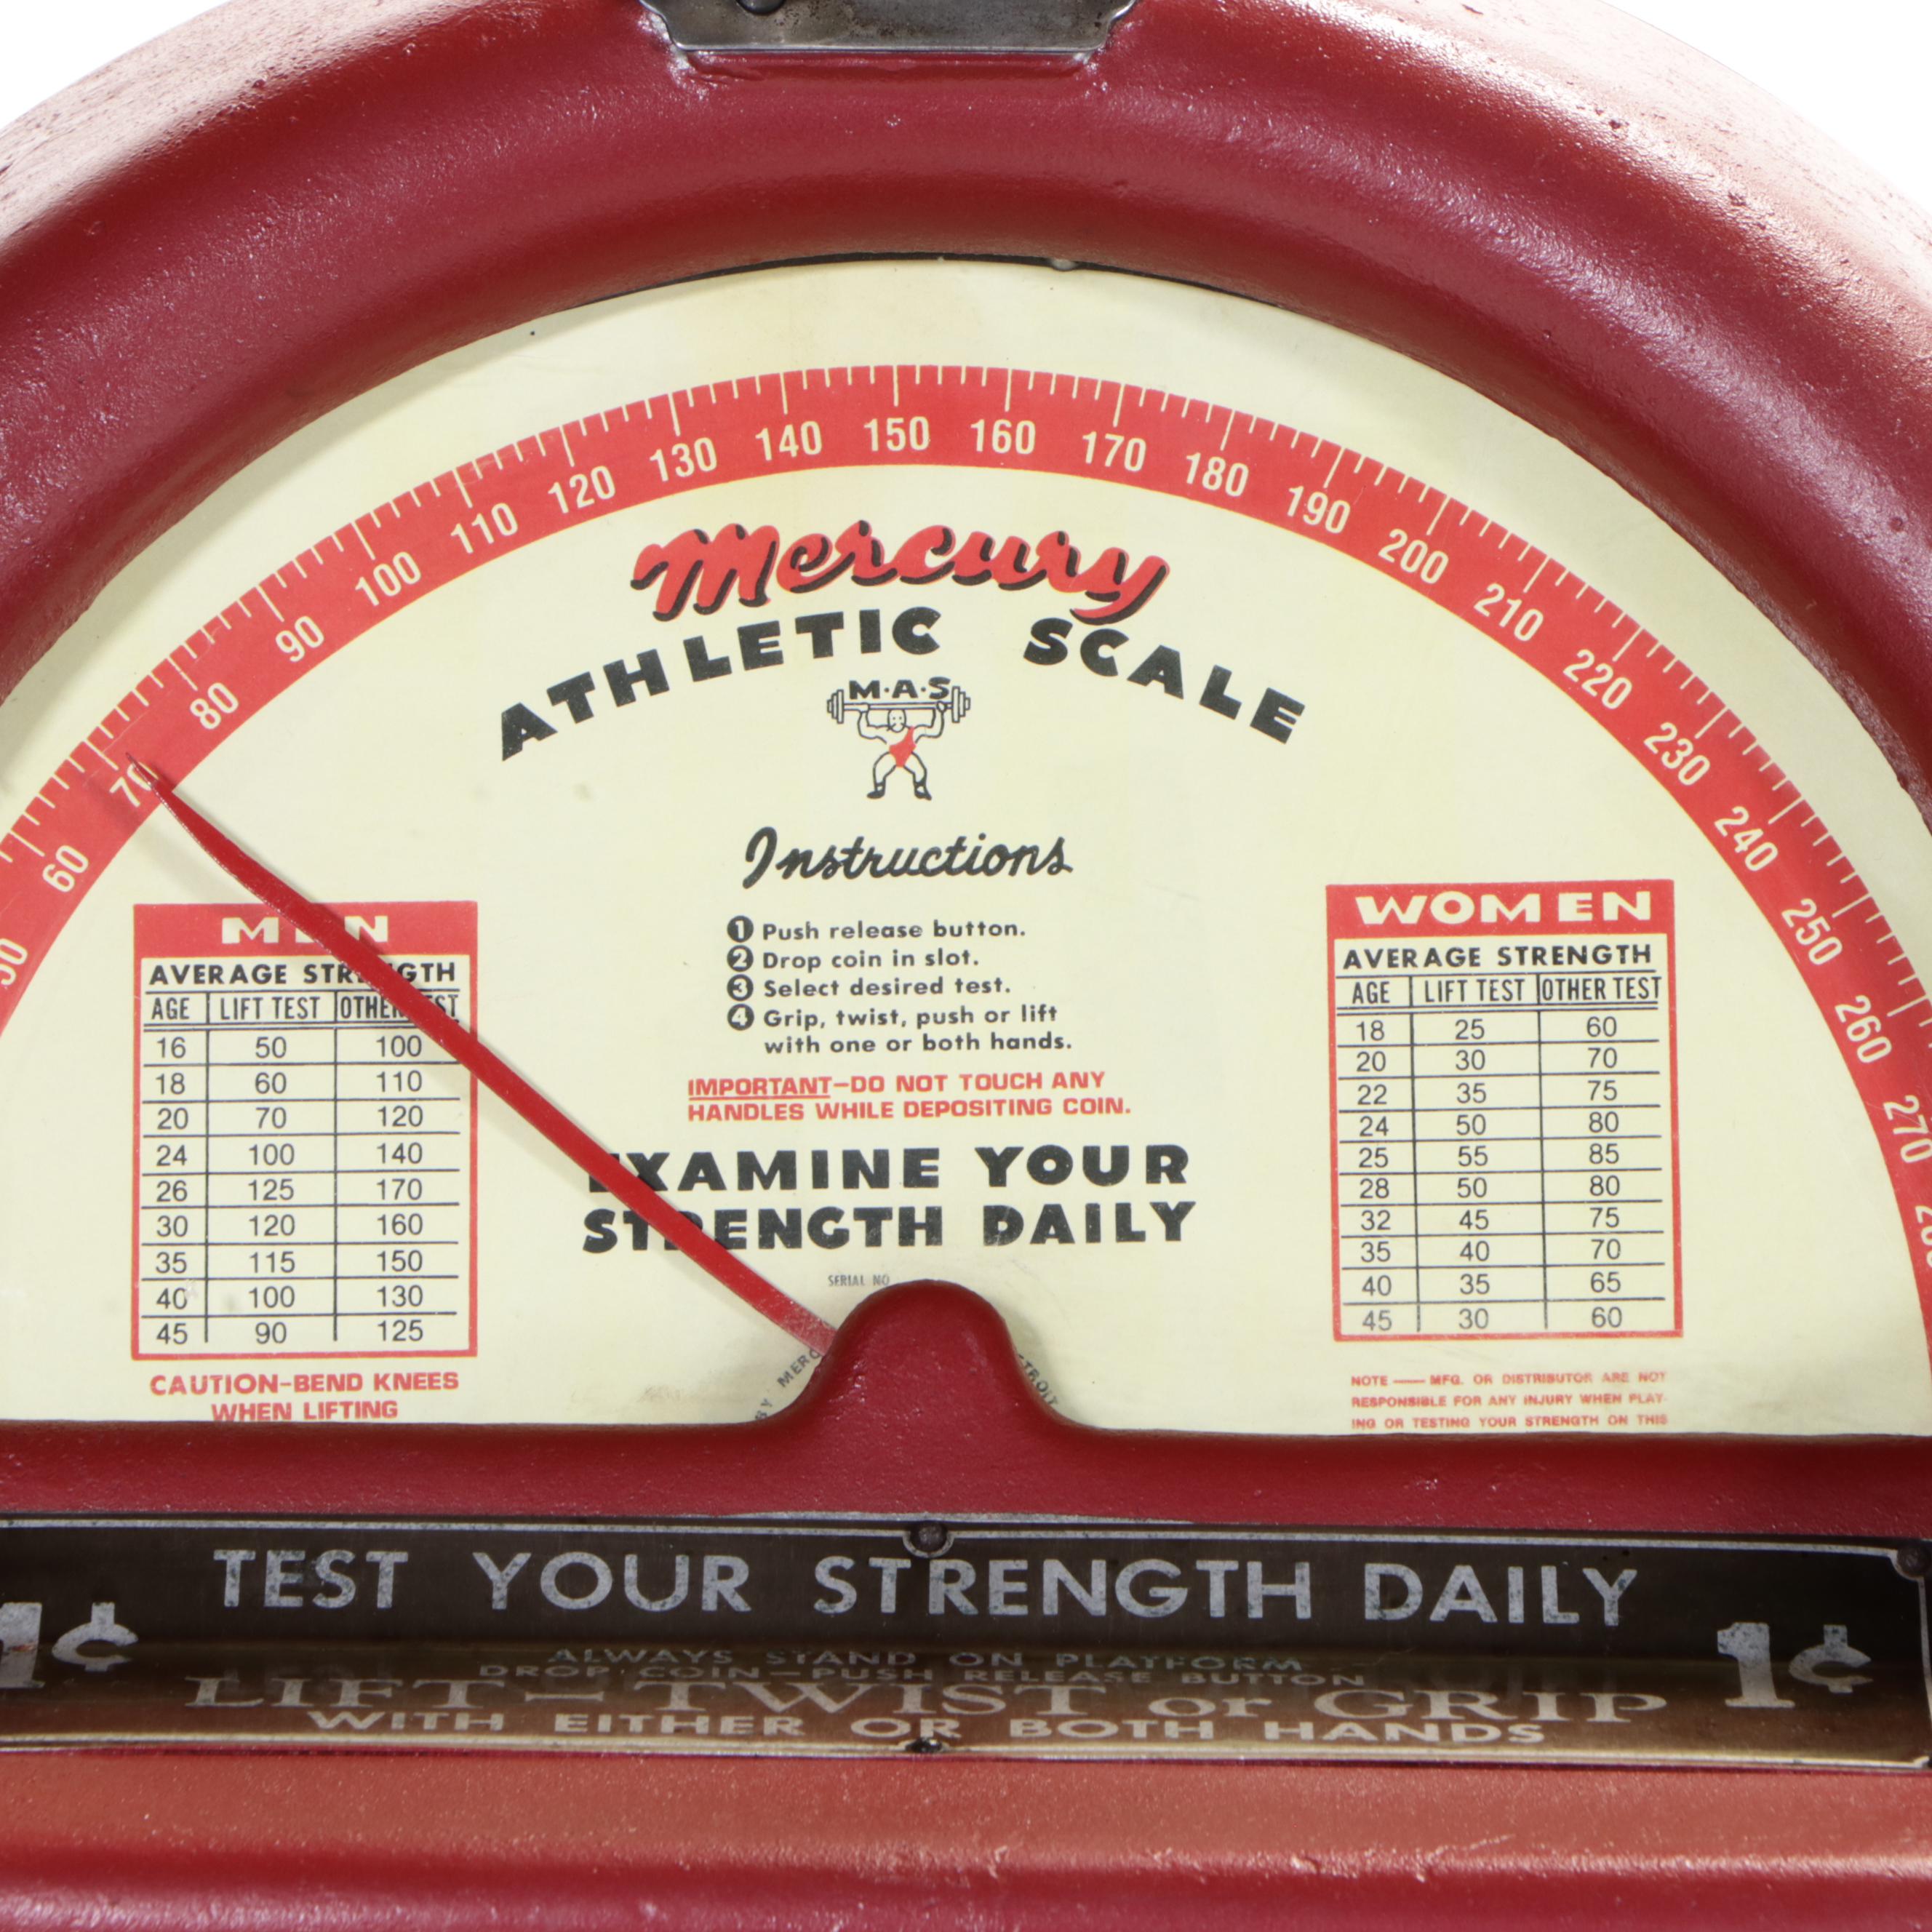 60 70 80 90 100 110 120 130 140 150 160 170 180 190 200 210 220 230 240 250 260 270
Mercury
ATHLETIC SCALE
M·A·S
Instructions
1 Push release button.
2 Drop coin in slot.
3 Select desired test.
4 Grip, twist, push or lift
with one or both hands.
IMPORTANT-DO NOT TOUCH ANY
HANDLES WHILE DEPOSITING COIN.
EXAMINE YOUR
STRENGTH DAILY
SERIAL NO
MEN
AVERAGE STRENGTH
AGE LIFT TEST OTHER TEST
16 50 100
18 60 110
20 70 120
24 100 140
26 125 170
30 120 160
35 115 150
40 100 130
45 90 125
CAUTION-BEND KNEES
WHEN LIFTING
WOMEN
AVERAGE STRENGTH
AGE LIFT TEST OTHER TEST
18 25 60
20 30 70
22 35 75
24 50 80
25 55 85
28 50 80
32 45 75
35 40 70
40 35 65
45 30 60
NOTE — MFG. OR DISTRIBUTOR ARE NOT
RESPONSIBLE FOR ANY INJURY WHEN PLAY-
ING OR TESTING YOUR STRENGTH ON THIS
BY MERC
TEST YOUR STRENGTH DAILY
1¢ 1¢
ALWAYS STAND ON PLATFORM
DROP COIN-PUSH RELEASE BUTTON
LIFT-TWIST or GRIP
WITH EITHER OR BOTH HANDS